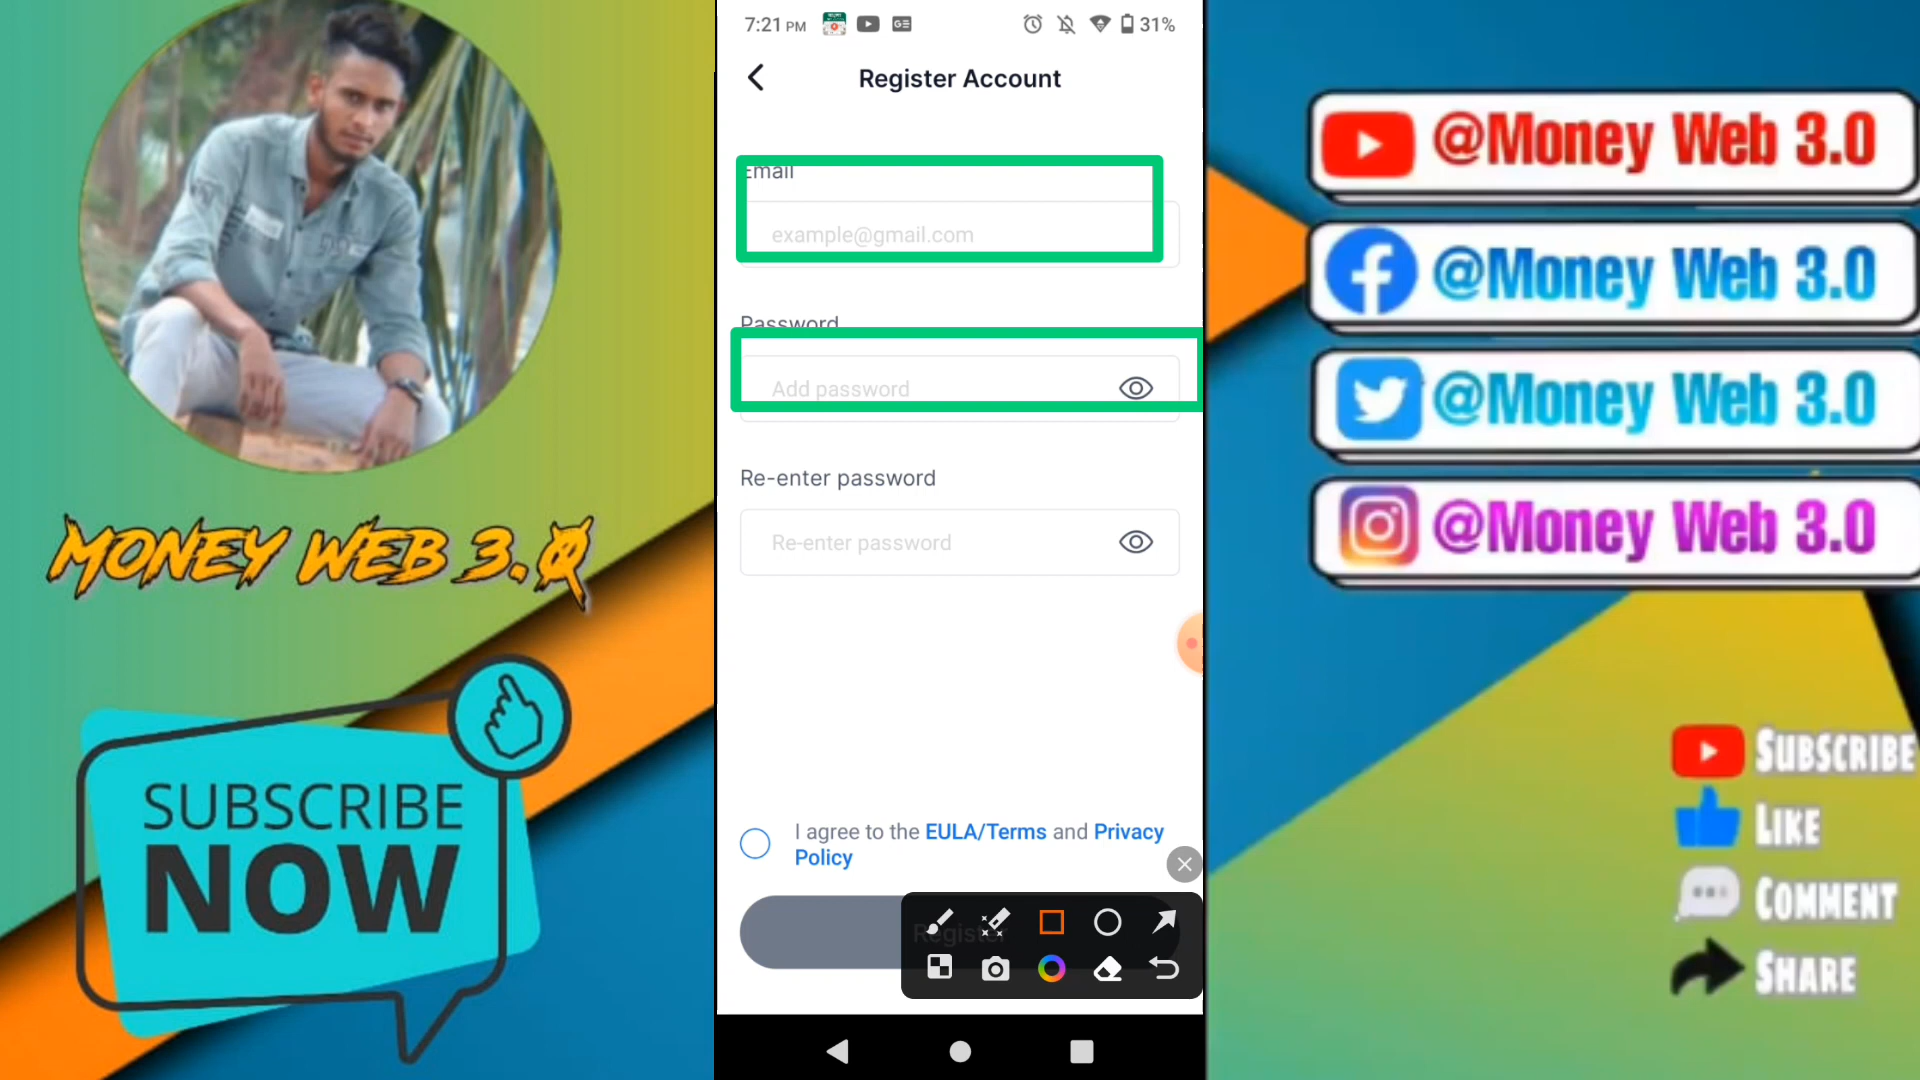 MONEY WEB 3.0
SUBSCRIBE
NOW
7:21 PM
31%
Register Account
Email
example@gmail.com
Password
Add password
Re-enter password
Re-enter password
I agree to the EULA/Terms and Privacy
Policy
Register
@Money Web 3.0
@Money Web 3.0
@Money Web 3.0
@Money Web 3.0
SUBSCRIBE
LIKE
COMMENT
SHARE